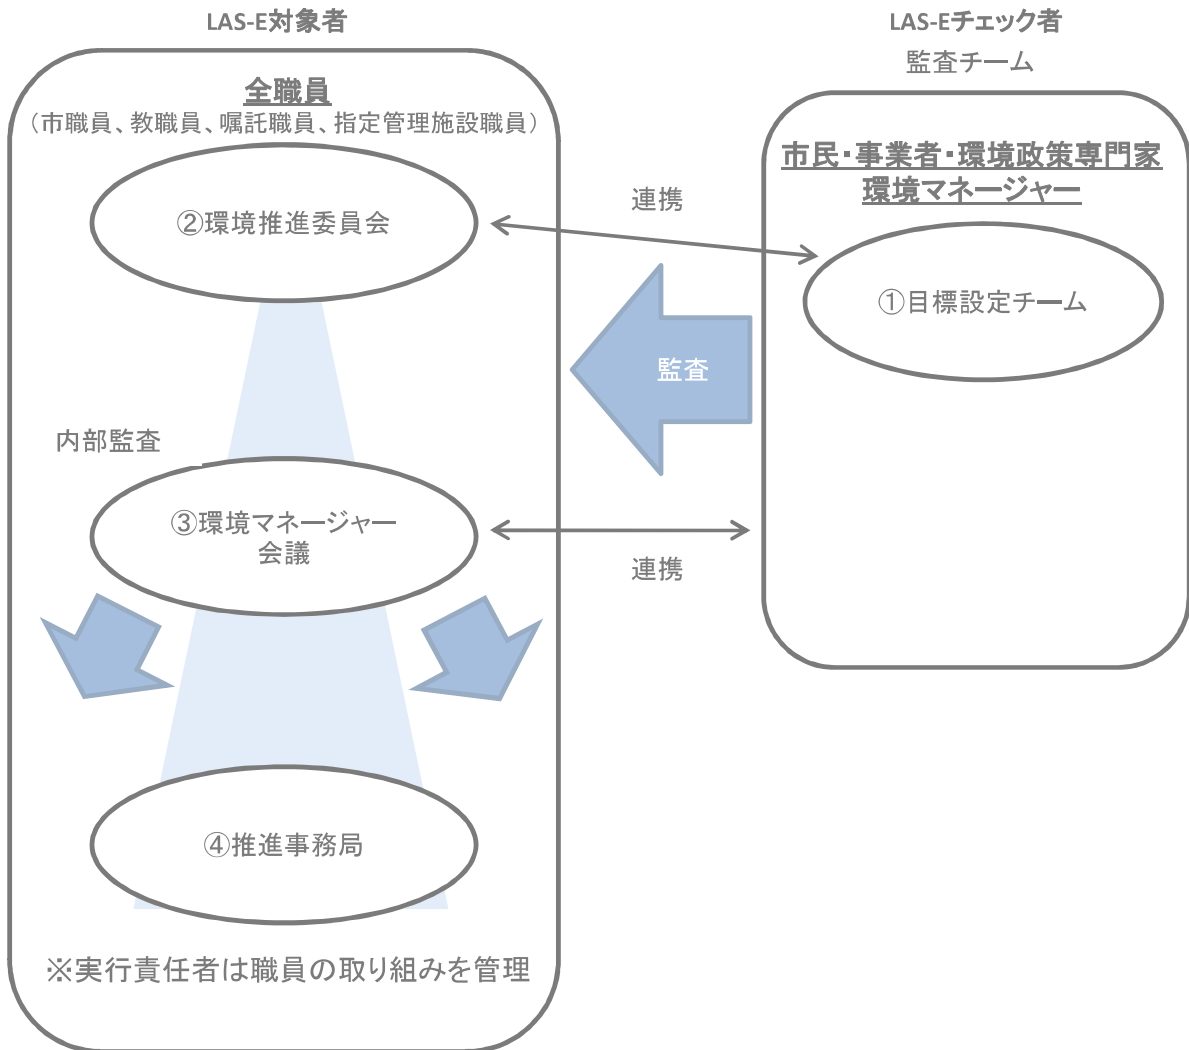 LAS-E対象者
全職員
（市職員、教職員、嘱託職員、指定管理施設職員）
②環境推進委員会
内部監査
③環境マネージャー
会議
④推進事務局
※実行責任者は職員の取り組みを管理
連携
監査
連携
LAS-Eチェック者
監査チーム
市民・事業者・環境政策専門家
環境マネージャー
①目標設定チーム